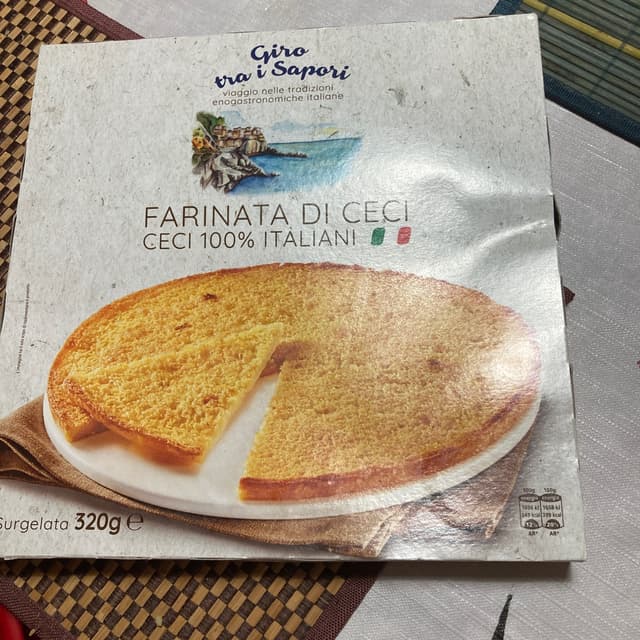 Giro
tra i Sapori
viaggio nelle tradizioni
enogastronomiche italiane
FARINATA DI CECI
CECI 100% ITALIANI
Surgelata 320g e